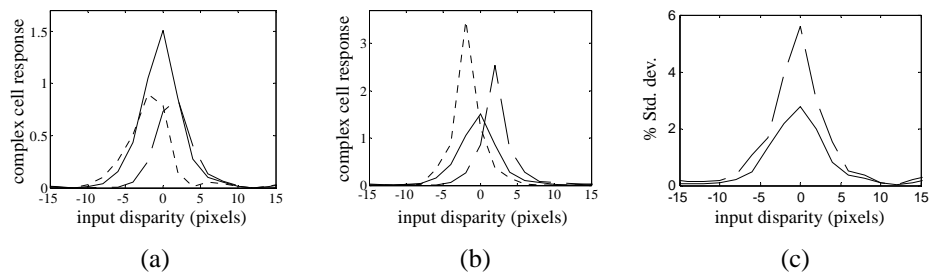 complex cell response
1.5
1
0.5
0
-15 -10 -5 0 5 10 15
input disparity (pixels)
(a)
complex cell response
3
2
1
0
-15 -10 -5 0 5 10 15
input disparity (pixels)
(b)
% Std. dev.
6
4
2
0
-15 -10 -5 0 5 10 15
input disparity (pixels)
(c)